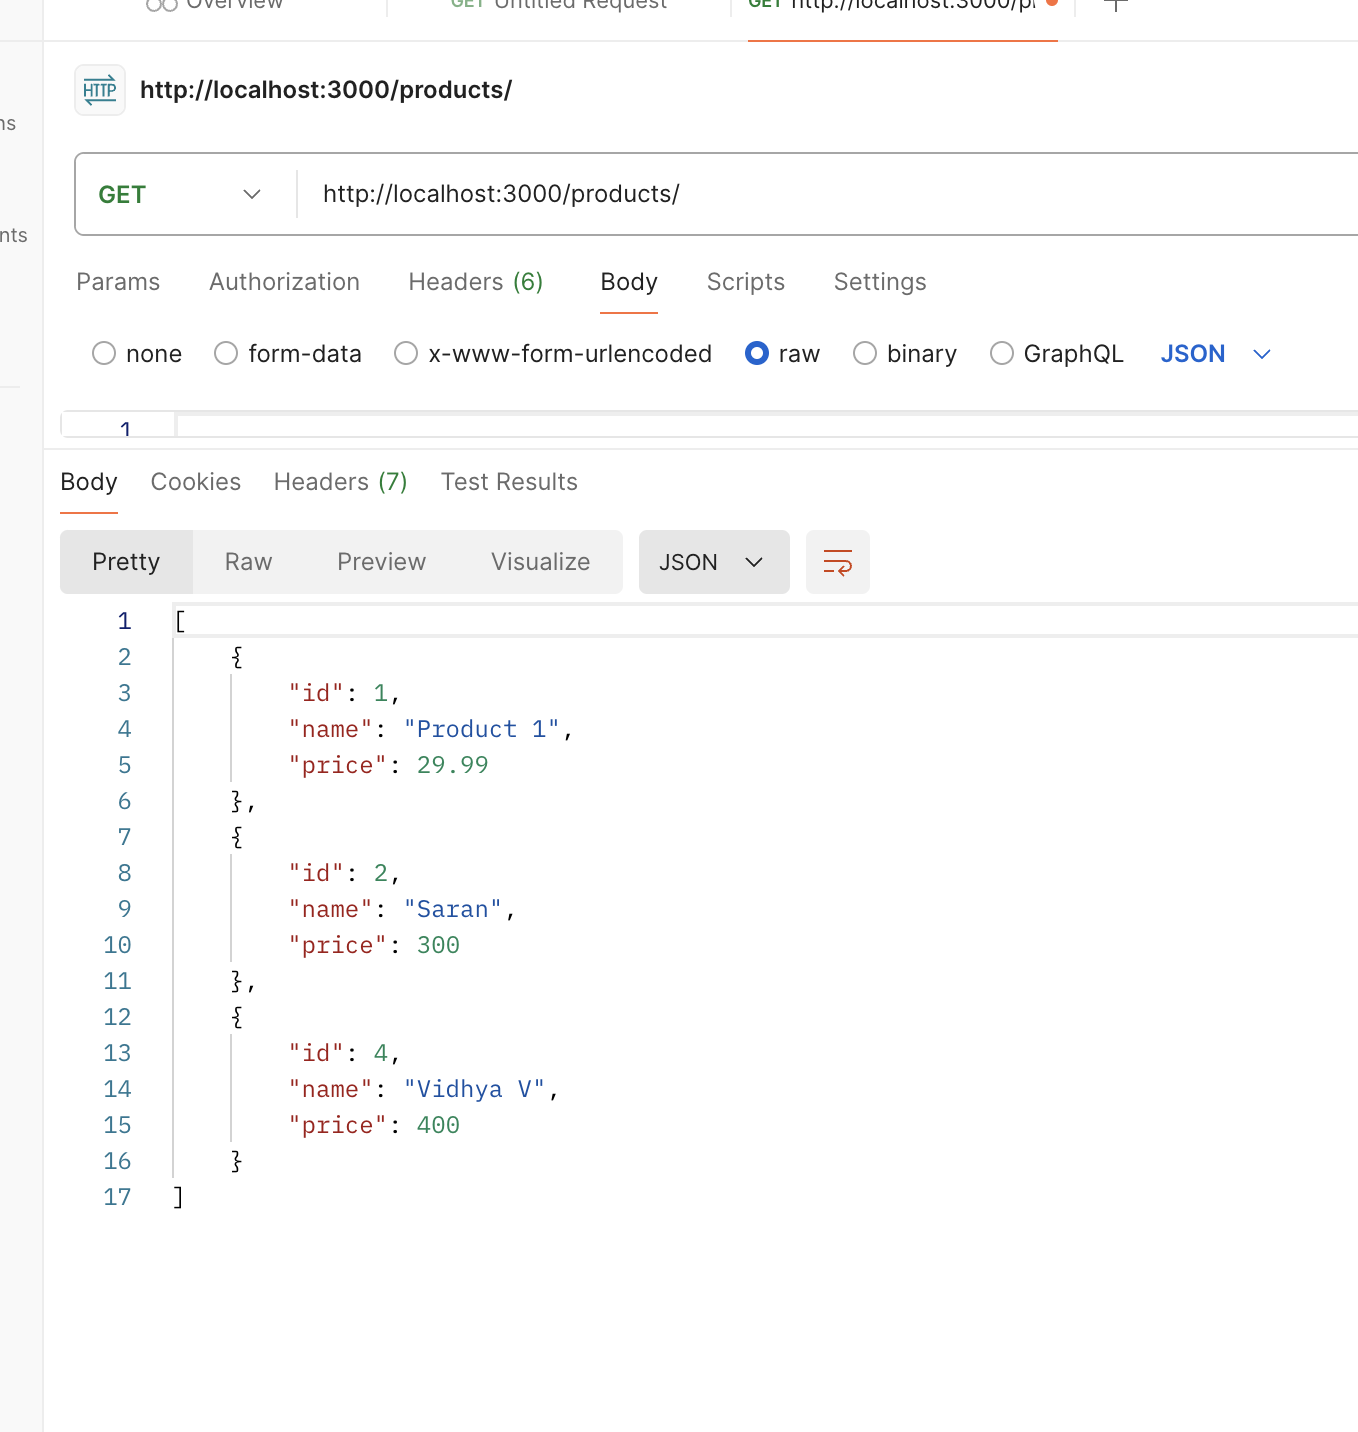 Overview GET Untitled Request GET http://localhost:3000/p
HTTP http://localhost:3000/products/
ns
GET http://localhost:3000/products/
nts
Params Authorization Headers (6) Body Scripts Settings
none form-data x-www-form-urlencoded raw binary GraphQL JSON
1
Body Cookies Headers (7) Test Results
Pretty Raw Preview Visualize JSON
1 [
2 {
3 "id": 1,
4 "name": "Product 1",
5 "price": 29.99
6 },
7 {
8 "id": 2,
9 "name": "Saran",
10 "price": 300
11 },
12 {
13 "id": 4,
14 "name": "Vidhya V",
15 "price": 400
16 }
17 ]